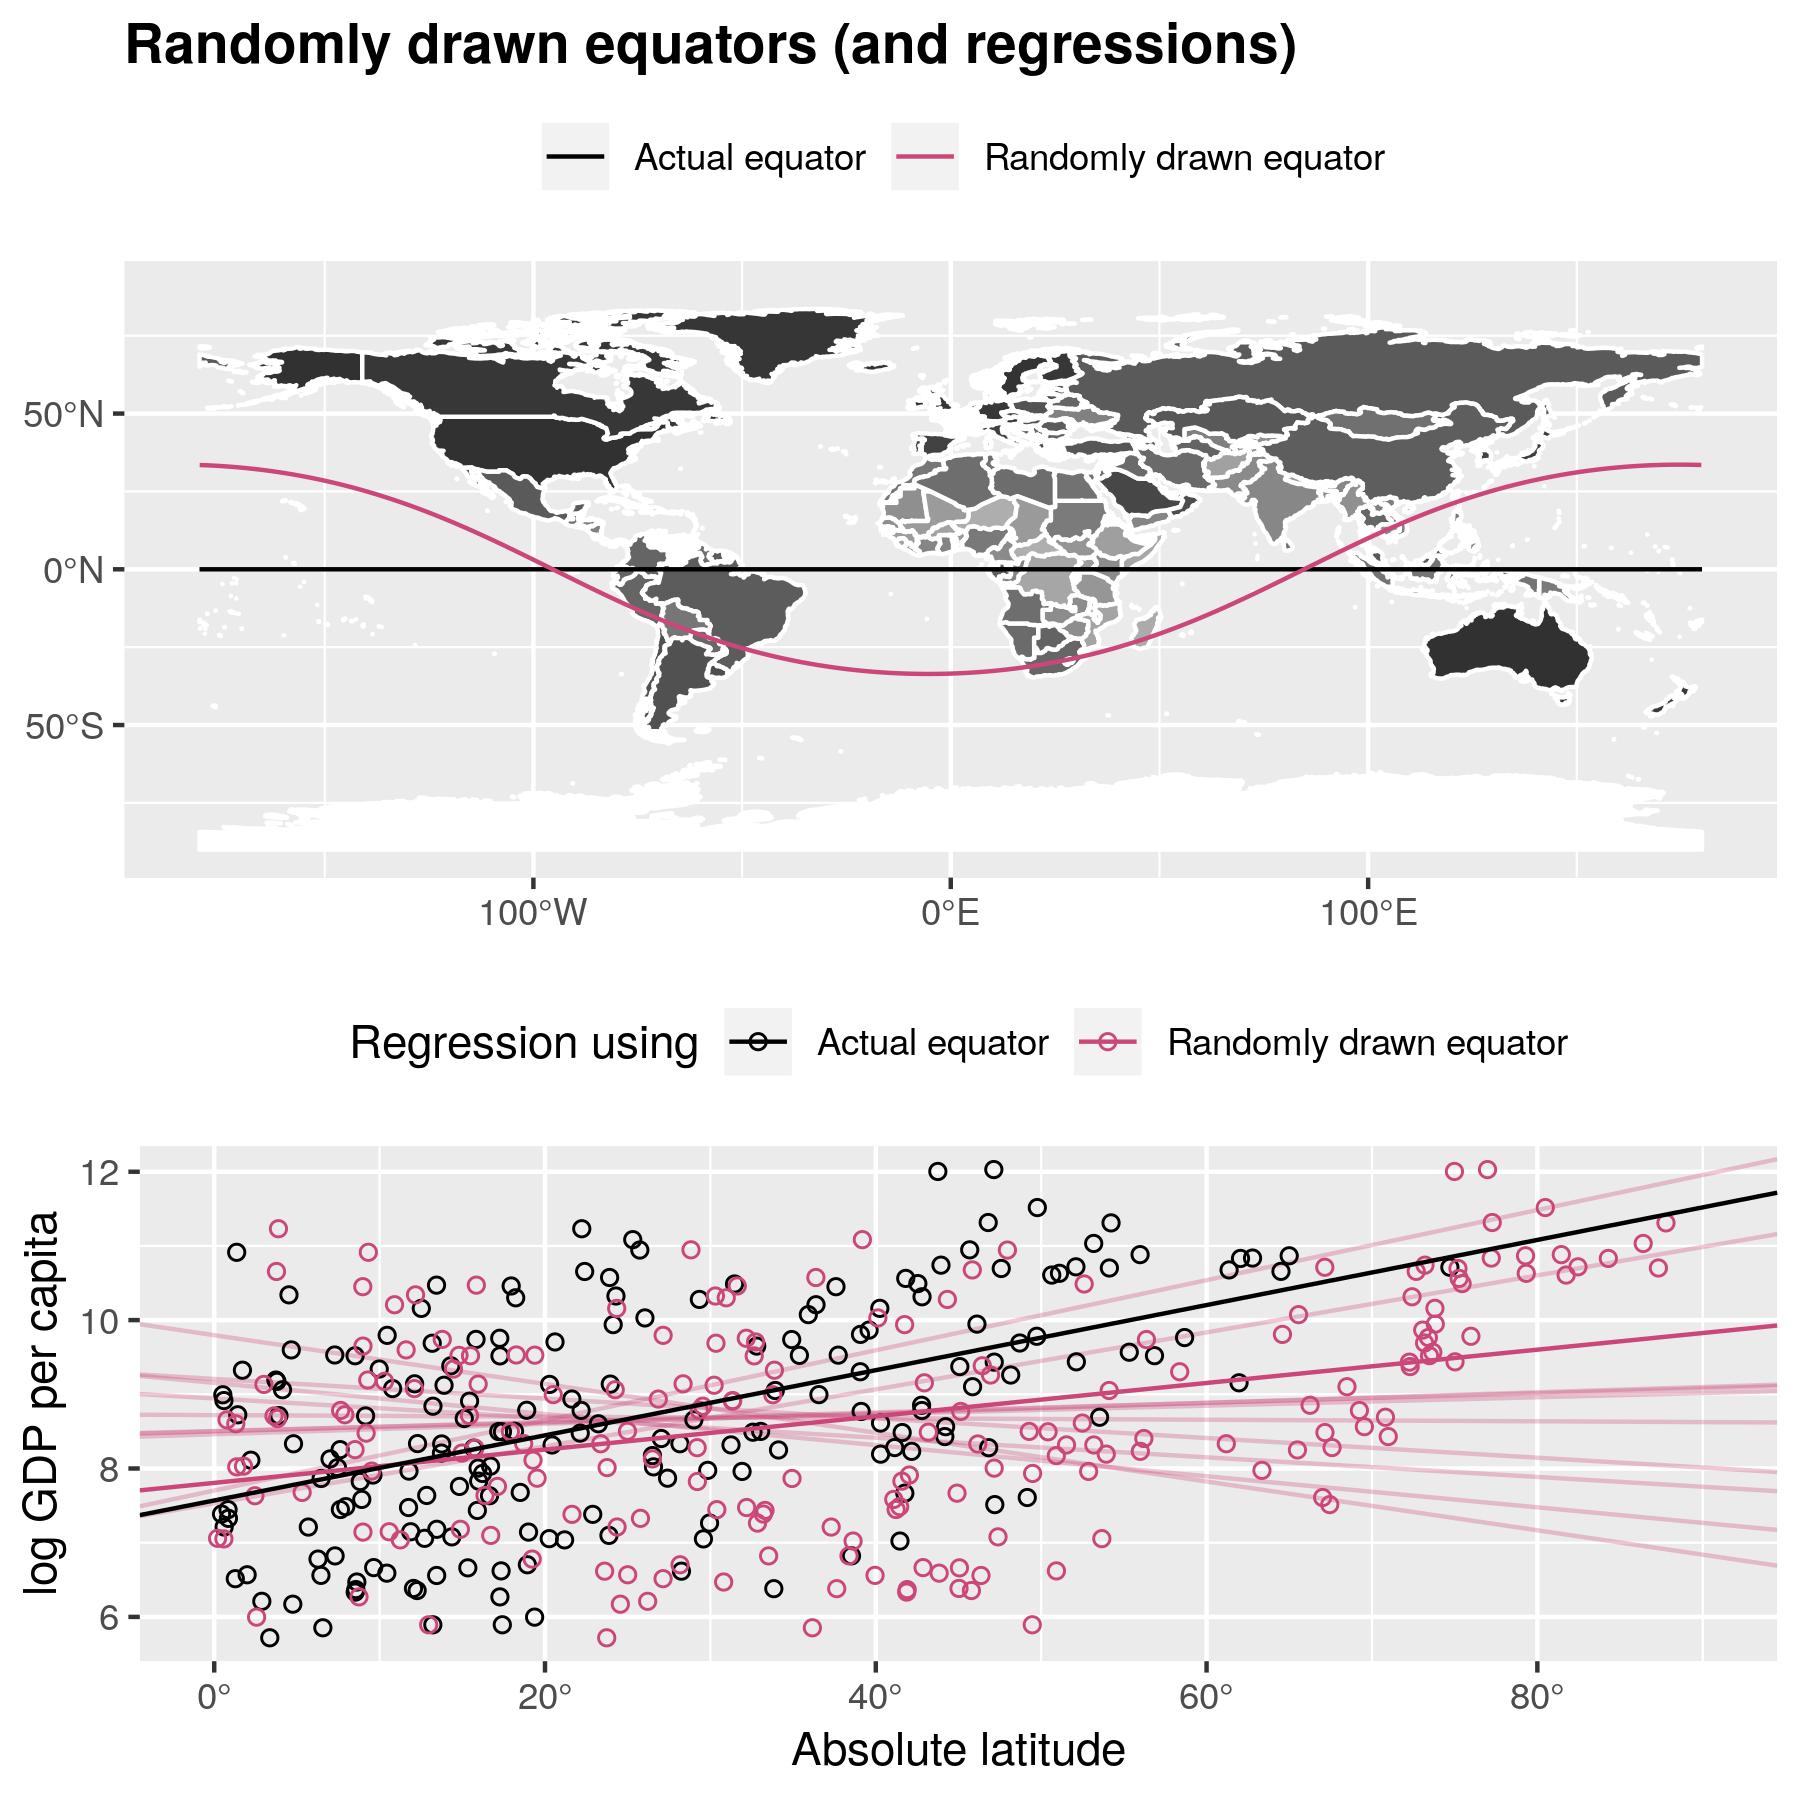 Randomly drawn equators (and regressions)
Actual equator Randomly drawn equator
50°N
0°N
50°S
100°W 0°E 100°E
Regression using Actual equator Randomly drawn equator
log GDP per capita
12
10
8
6
0° 20° 40° 60° 80°
Absolute latitude